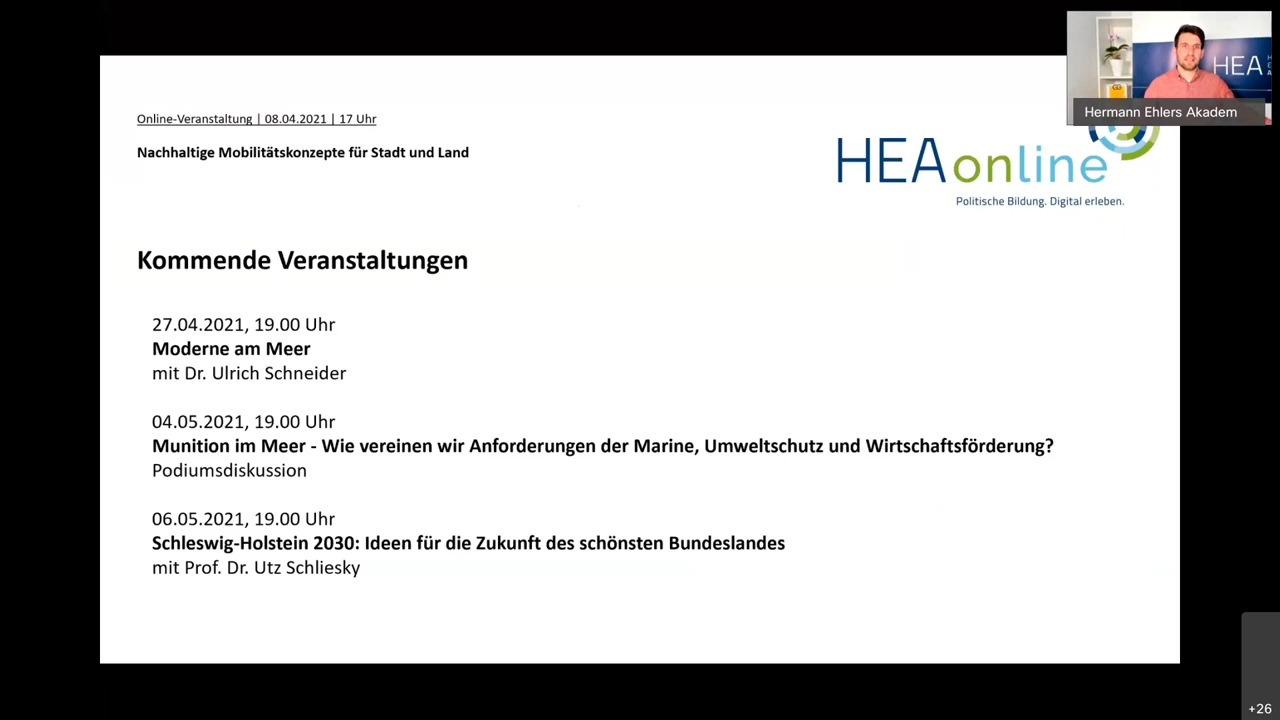 Online-Veranstaltung | 08.04.2021 | 17 Uhr
Nachhaltige Mobilitätskonzepte für Stadt und Land
HEA
Hermann Ehlers Akadem
HEAonline
Politische Bildung. Digital erleben.
Kommende Veranstaltungen
27.04.2021, 19.00 Uhr
Moderne am Meer
mit Dr. Ulrich Schneider
04.05.2021, 19.00 Uhr
Munition im Meer - Wie vereinen wir Anforderungen der Marine, Umweltschutz und Wirtschaftsförderung?
Podiumsdiskussion
06.05.2021, 19.00 Uhr
Schleswig-Holstein 2030: Ideen für die Zukunft des schönsten Bundeslandes
mit Prof. Dr. Utz Schliesky
+26